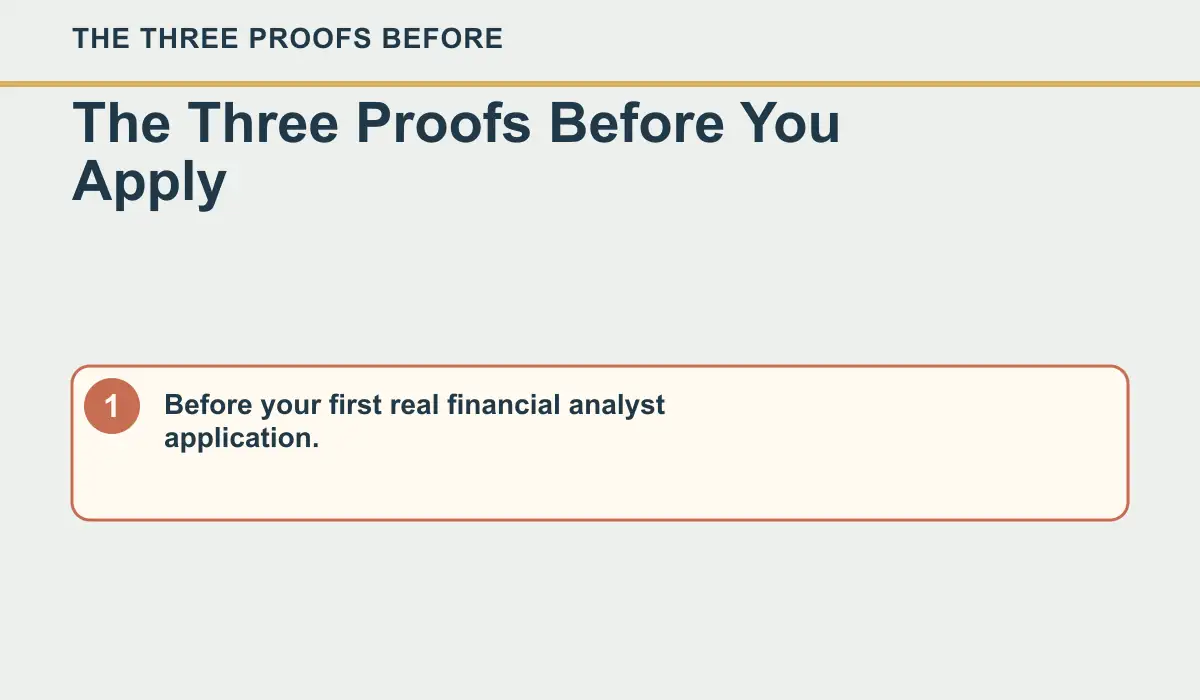 THE THREE PROOFS BEFORE
The Three Proofs Before You
Apply
1
Before your first real financial analyst
application.